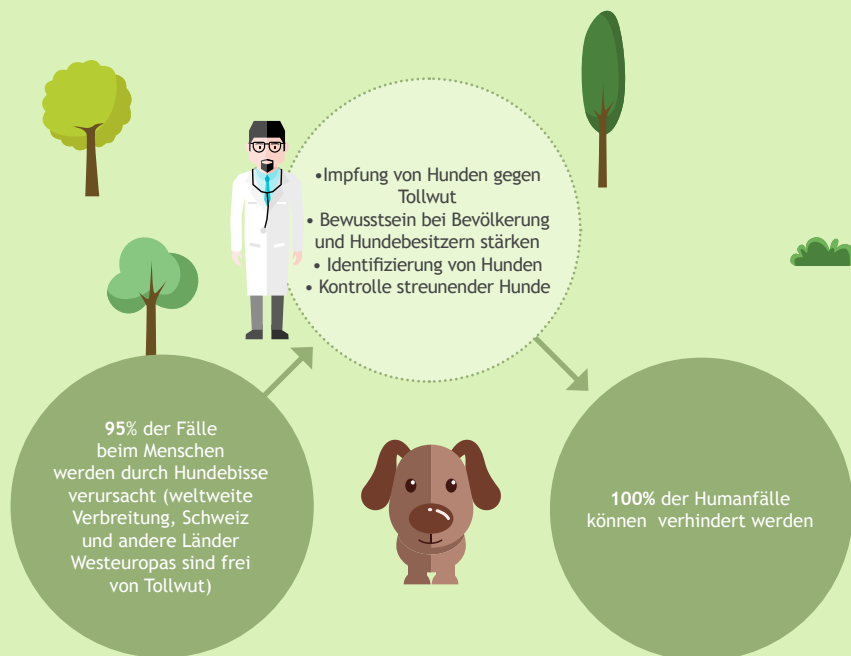 •Impfung von Hunden gegen
Tollwut
• Bewusstsein bei Bevölkerung
und Hundebesitzern stärken
• Identifizierung von Hunden
• Kontrolle streunender Hunde
95% der Fälle
beim Menschen
werden durch Hundebisse
verursacht (weltweite
Verbreitung, Schweiz
und andere Länder
Westeuropas sind frei
von Tollwut)
100% der Humanfälle
können verhindert werden